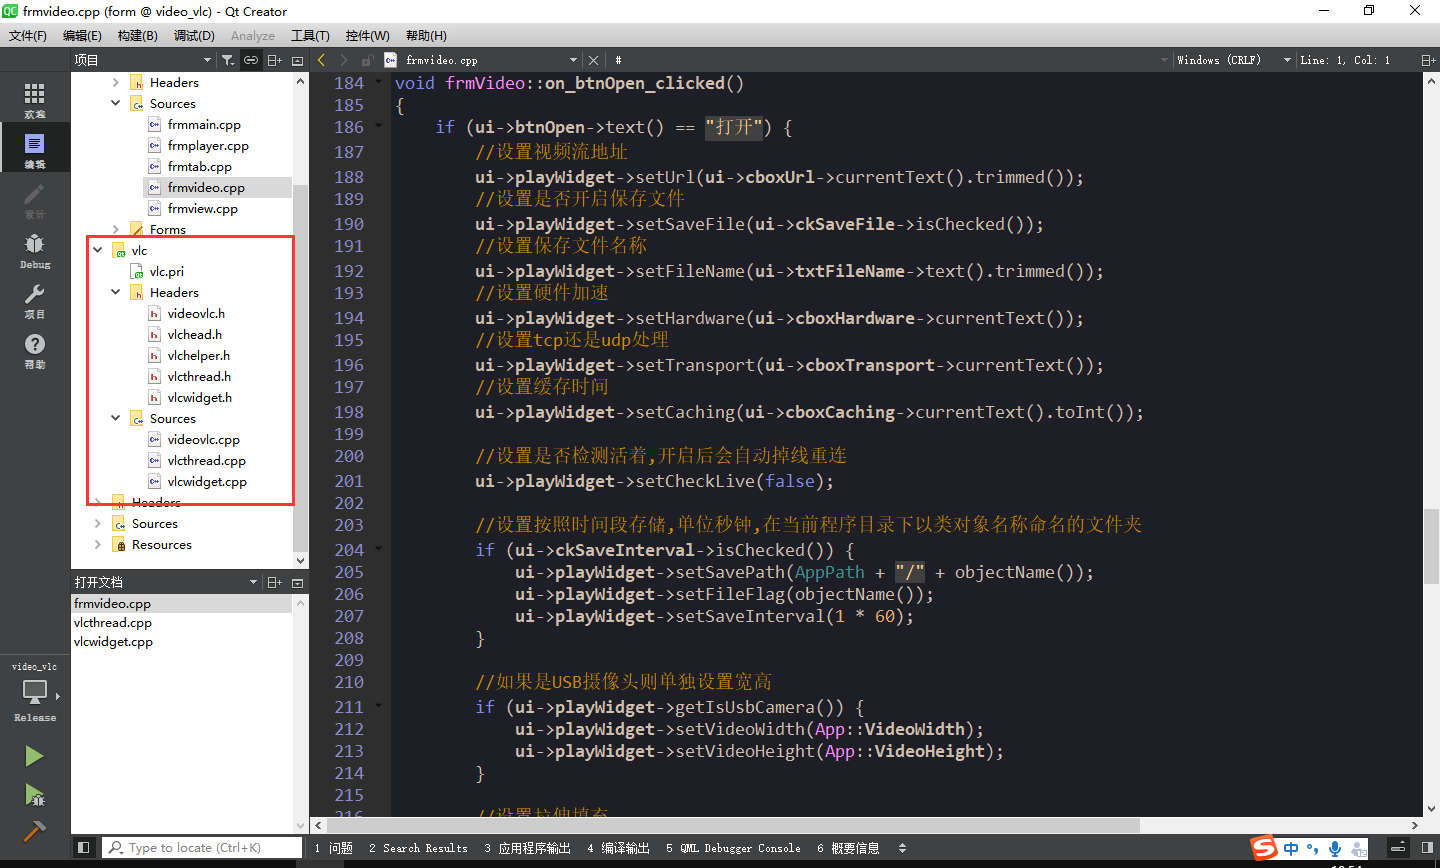 frmvideo.cpp (form @ video_vlc) - Qt Creator
文件(F) 编辑(E) 构建(B) 调试(D) Analyze 工具(T) 控件(W) 帮助(H)
项目
frmvideo.cpp
#
Windows (CRLF)
Line: 1, Col: 1
欢迎
编辑
设计
Debug
项目
帮助
video_vlc
Release
Headers
Sources
frmmain.cpp
frmplayer.cpp
frmtab.cpp
frmvideo.cpp
frmview.cpp
Forms
vlc
vlc.pri
Headers
videovlc.h
vlchead.h
vlchelper.h
vlcthread.h
vlcwidget.h
Sources
videovlc.cpp
vlcthread.cpp
vlcwidget.cpp
Headers
Sources
Resources
打开文档
frmvideo.cpp
vlcthread.cpp
vlcwidget.cpp
184 void frmVideo::on_btnOpen_clicked()
185 {
186 if (ui->btnOpen->text() == "打开") {
187 //设置视频流地址
188 ui->playWidget->setUrl(ui->cboxUrl->currentText().trimmed());
189 //设置是否开启保存文件
190 ui->playWidget->setSaveFile(ui->ckSaveFile->isChecked());
191 //设置保存文件名称
192 ui->playWidget->setFileName(ui->txtFileName->text().trimmed());
193 //设置硬件加速
194 ui->playWidget->setHardware(ui->cboxHardware->currentText());
195 //设置tcp还是udp处理
196 ui->playWidget->setTransport(ui->cboxTransport->currentText());
197 //设置缓存时间
198 ui->playWidget->setCaching(ui->cboxCaching->currentText().toInt());
199
200 //设置是否检测活着,开启后会自动掉线重连
201 ui->playWidget->setCheckLive(false);
202
203 //设置按照时间段存储,单位秒钟,在当前程序目录下以类对象名称命名的文件夹
204 if (ui->ckSaveInterval->isChecked()) {
205 ui->playWidget->setSavePath(AppPath + "/" + objectName());
206 ui->playWidget->setFileFlag(objectName());
207 ui->playWidget->setSaveInterval(1 * 60);
208 }
209
210 //如果是USB摄像头则单独设置宽高
211 if (ui->playWidget->getIsUsbCamera()) {
212 ui->playWidget->setVideoWidth(App::VideoWidth);
213 ui->playWidget->setVideoHeight(App::VideoHeight);
214 }
215
216 //设置拉伸填充
Type to locate (Ctrl+K)
1 问题 2 Search Results 3 应用程序输出 4 编译输出 5 QML Debugger Console 6 概要信息
中